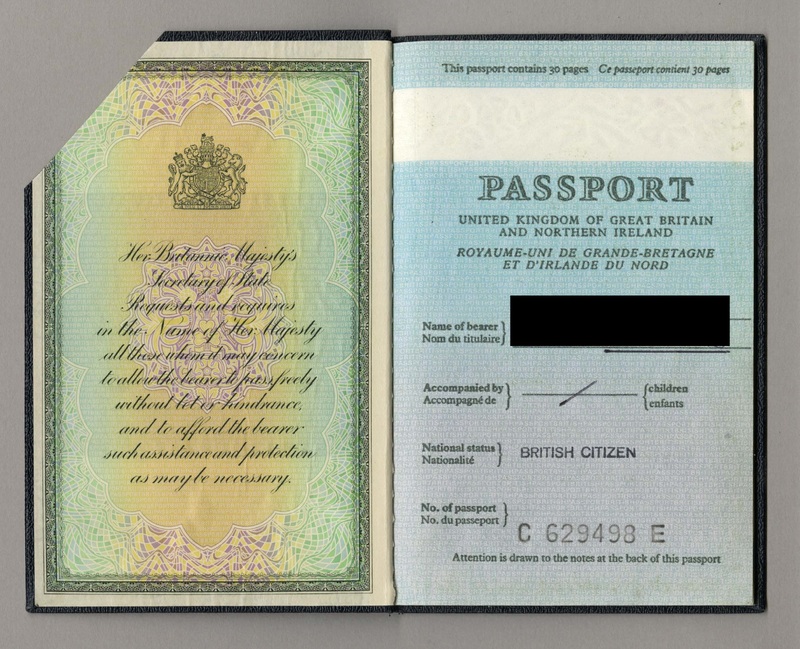 Her Britannic Majesty's
Secretary of State
Requests and requires
in the Name of Her Majesty
all those whom it may concern
to allow the bearer to pass freely
without let or hindrance,
and to afford the bearer
such assistance and protection
as may be necessary.
This passport contains 30 pages Ce passeport contient 30 pages
PASSPORT
UNITED KINGDOM OF GREAT BRITAIN
AND NORTHERN IRELAND
ROYAUME-UNI DE GRANDE-BRETAGNE
ET D'IRLANDE DU NORD
Name of bearer
Nom du titulaire
Accompanied by children
Accompagné de enfants
National status BRITISH CITIZEN
Nationalité
No. of passport
No. du passeport C 629498 E
Attention is drawn to the notes at the back of this passport